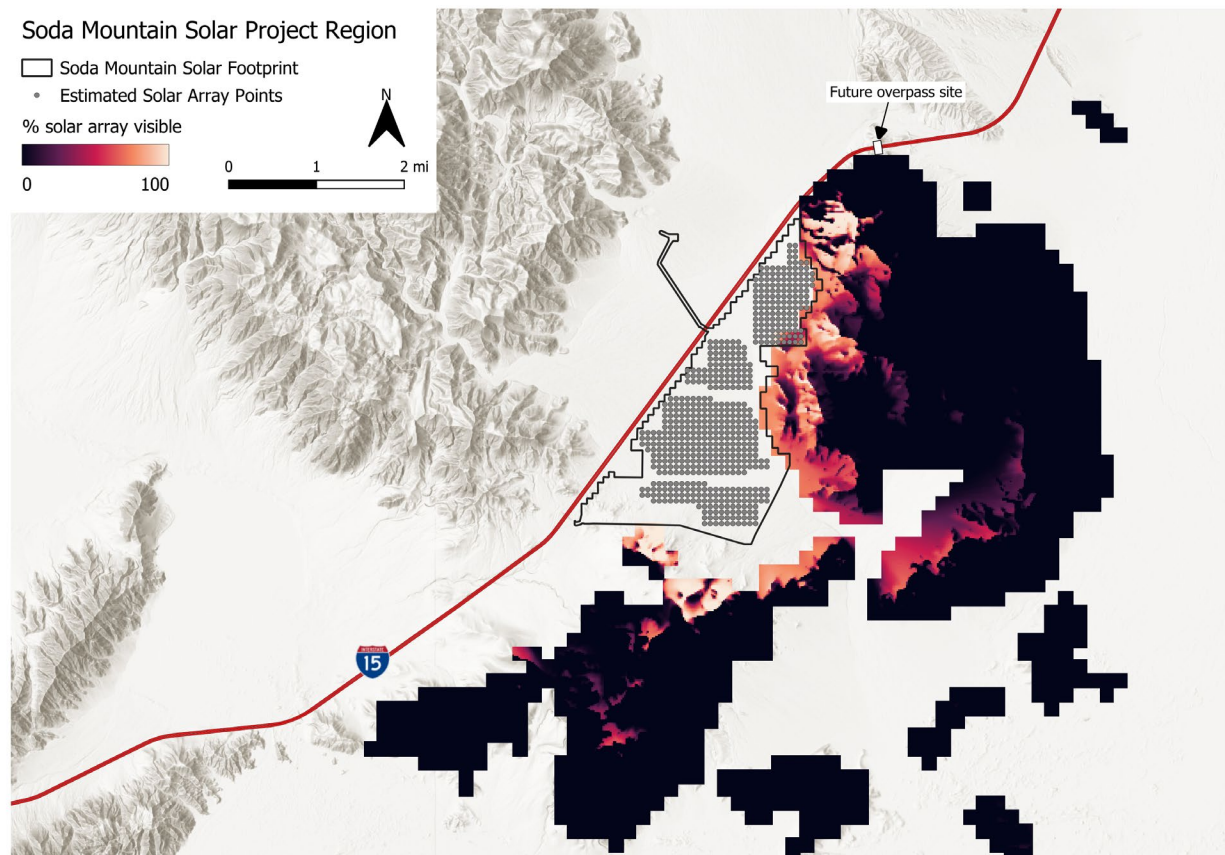 Soda Mountain Solar Project Region
Soda Mountain Solar Footprint
Estimated Solar Array Points
% solar array visible
0 100
N
0 1 2 mi
Future overpass site
INTERSTATE
15